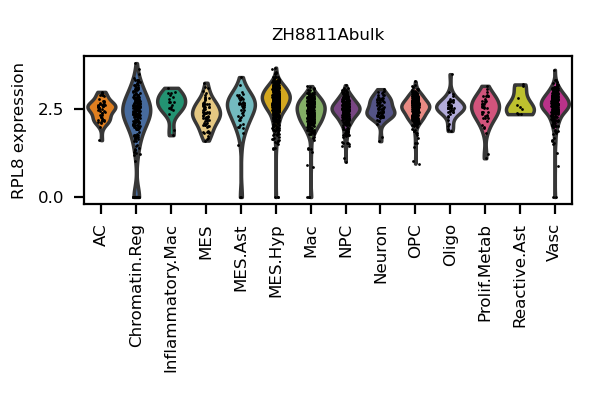 ZH8811Abulk
RPL8 expression
2.5
0.0
AC
Chromatin.Reg
Inflammatory.Mac
MES
MES.Ast
MES.Hyp
Mac
NPC
Neuron
OPC
Oligo
Prolif.Metab
Reactive.Ast
Vasc